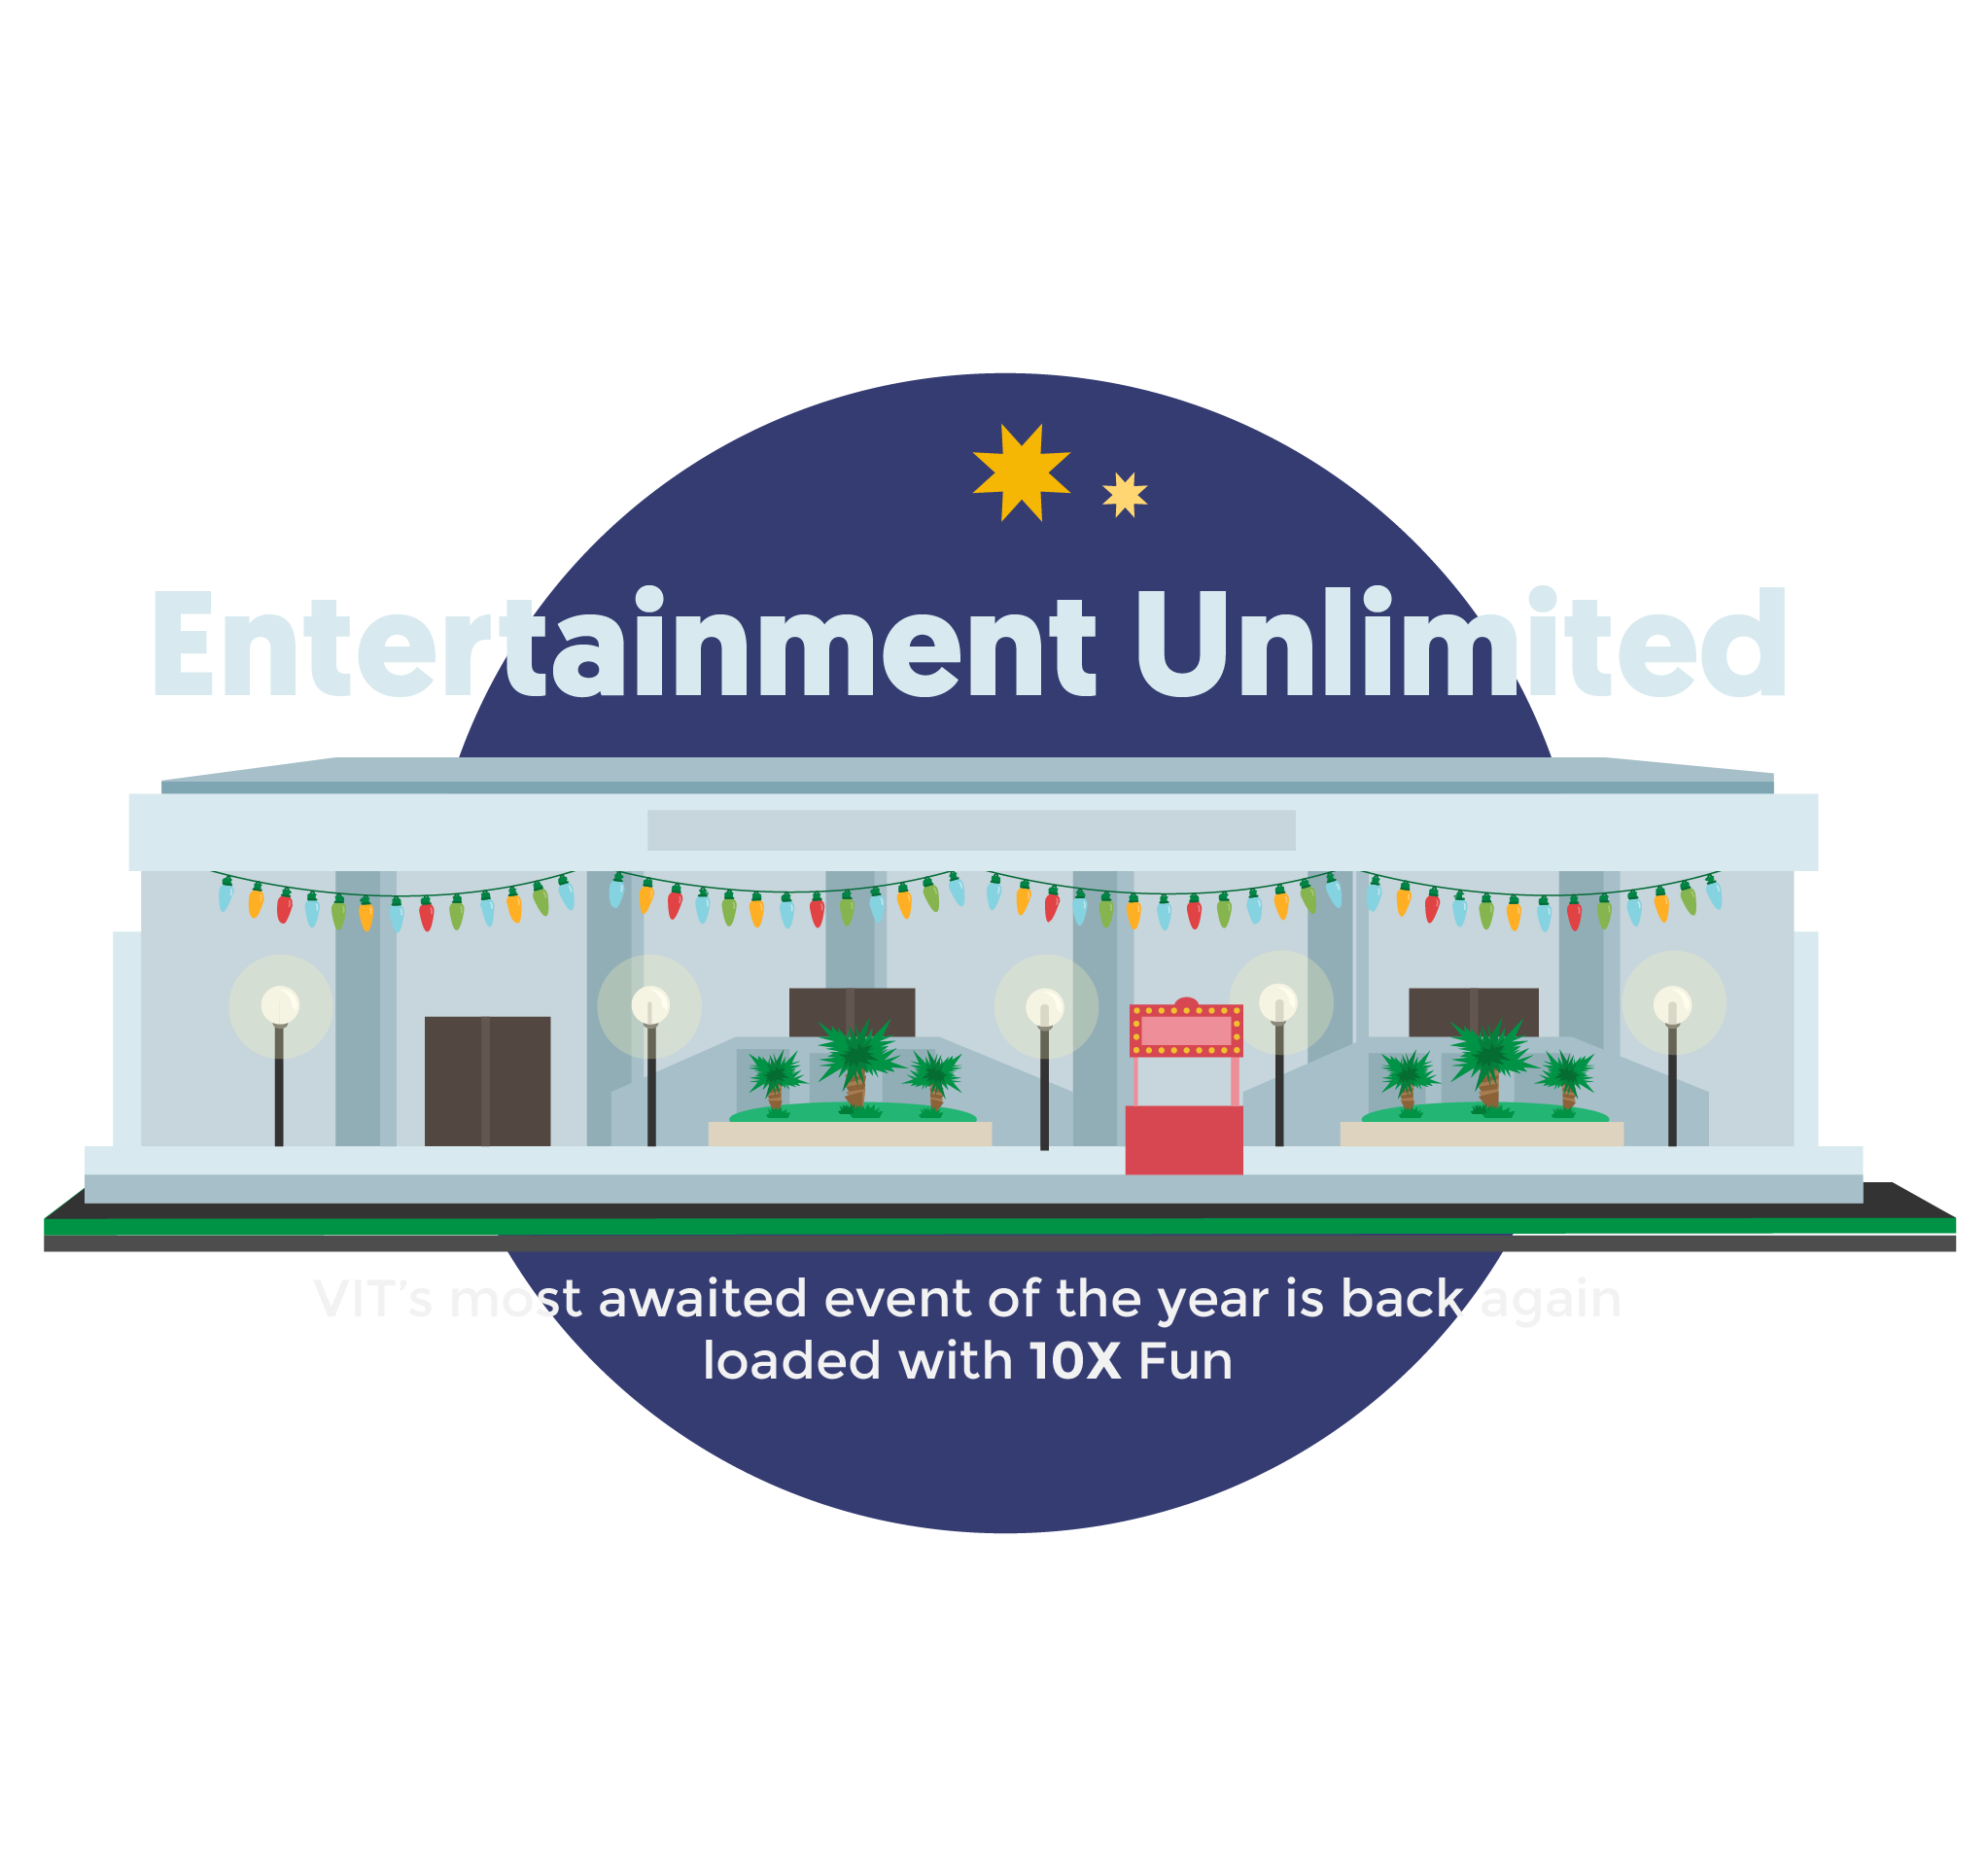 Entertainment Unlimited
VIT's most awaited event of the year is back again
loaded with 10X Fun